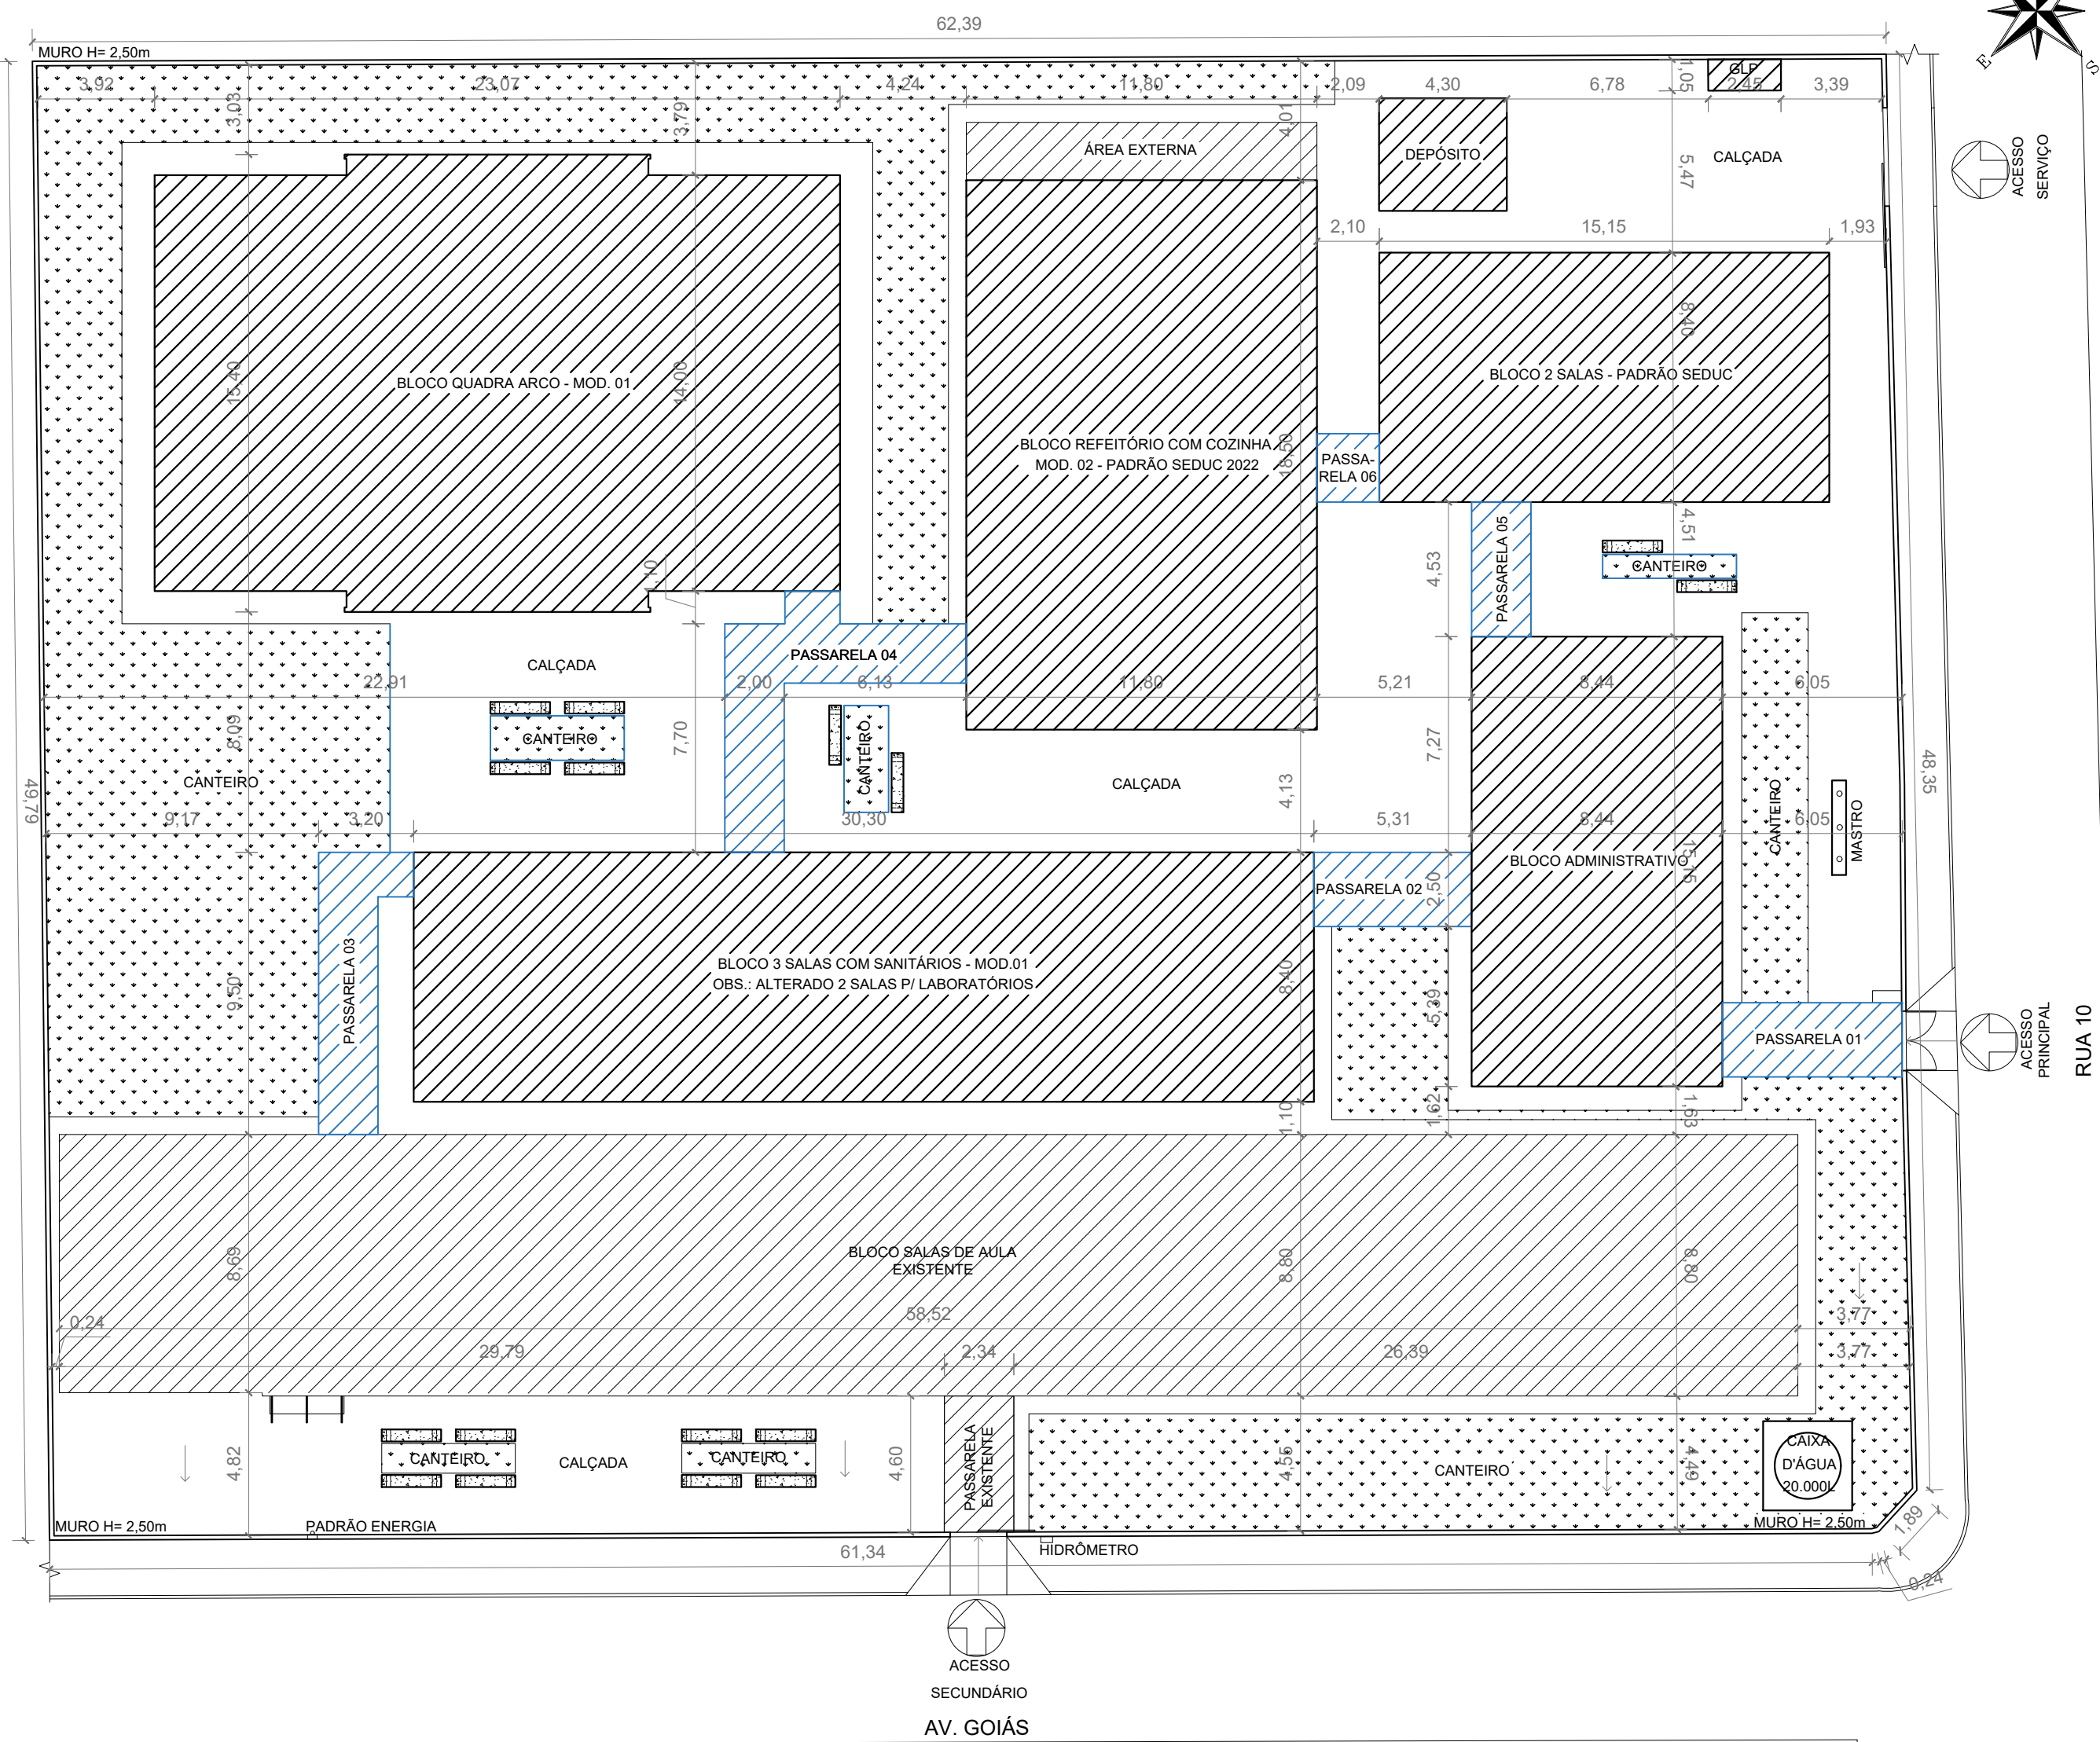 62,39
MURO H= 2,50m
E
S
3,92
23,07
4,24
11,80
2,09
4,30
6,78
1,05
GLP
2,45
3,39
3,03
3,79
4,01
ÁREA EXTERNA
DEPÓSITO
5,47
CALÇADA
ACESSO
SERVIÇO
2,10
15,15
1,93
8,40
15,40
BLOCO QUADRA ARCO - MOD. 01
14,00
BLOCO 2 SALAS - PADRÃO SEDUC
BLOCO REFEITÓRIO COM COZINHA
MOD. 02 - PADRÃO SEDUC 2022
18,50
PASSA-
RELA 06
4,53
PASSARELA 05
4,51
CANTEIRO
CALÇADA
PASSARELA 04
22,91
2,00
6,13
11,80
5,21
8,44
6,05
8,09
7,70
CANTEIRO
CANTEIRO
7,27
CANTEIRO
CALÇADA
4,13
49,79
48,35
9,17
3,20
30,30
5,31
8,44
6,05
CANTEIRO
MASTRO
BLOCO ADMINISTRATIVO
15,15
PASSARELA 02
2,50
PASSARELA 03
9,50
BLOCO 3 SALAS COM SANITÁRIOS - MOD.01
OBS.: ALTERADO 2 SALAS P/ LABORATÓRIOS
8,40
5,39
PASSARELA 01
ACESSO
PRINCIPAL
RUA 10
1,10
1,62
1,63
BLOCO SALAS DE AULA
EXISTENTE
8,69
8,80
8,80
0,24
58,52
3,77
29,79
2,34
26,39
3,77
4,82
CANTEIRO
CALÇADA
CANTEIRO
4,60
PASSARELA
EXISTENTE
4,55
CANTEIRO
4,49
CAIXA
D'ÁGUA
20.000L
MURO H= 2,50m
PADRÃO ENERGIA
MURO H= 2,50m
1,89
HIDRÔMETRO
61,34
0,24
ACESSO
SECUNDÁRIO
AV. GOIÁS